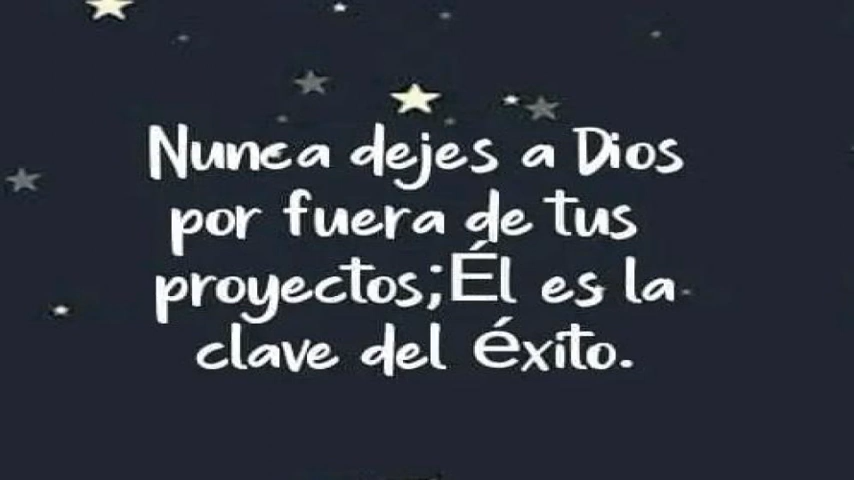 Nunca dejes a Dios
por fuera de tus
proyectos;Él es la
clave del éxito.